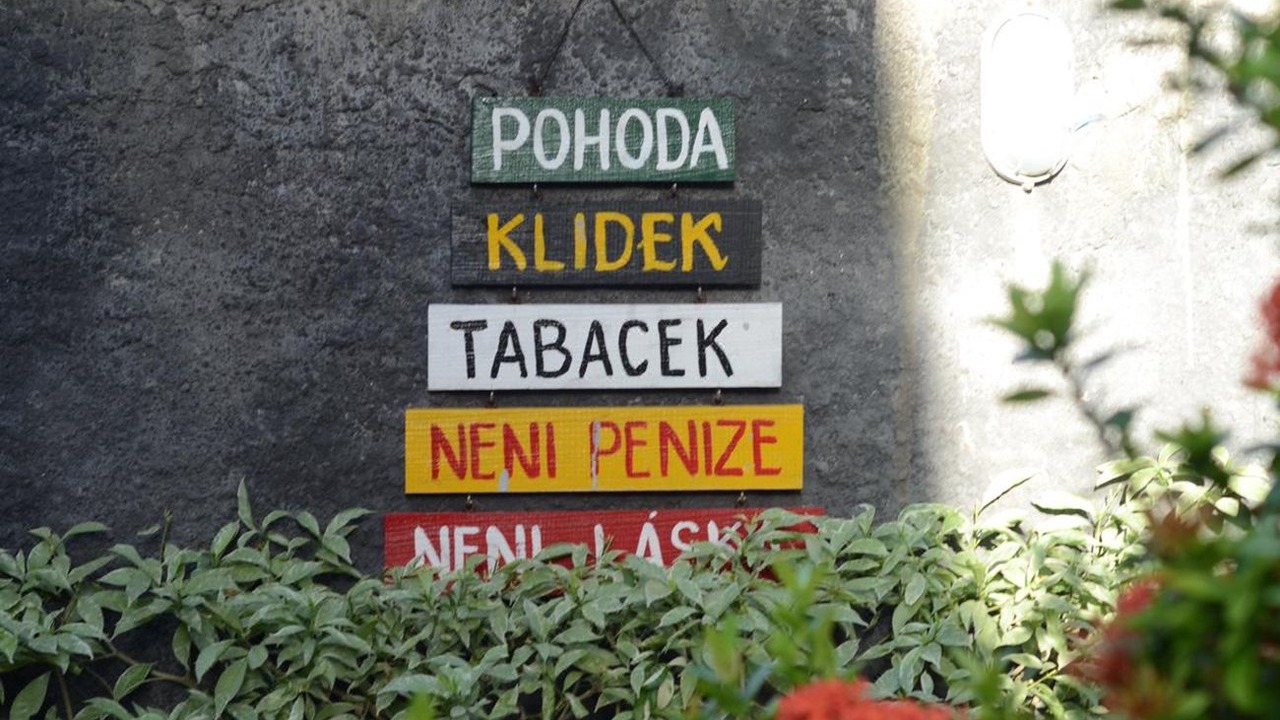 POHODA
KLIDEK
TABACEK
NENI PENIZE
NENI